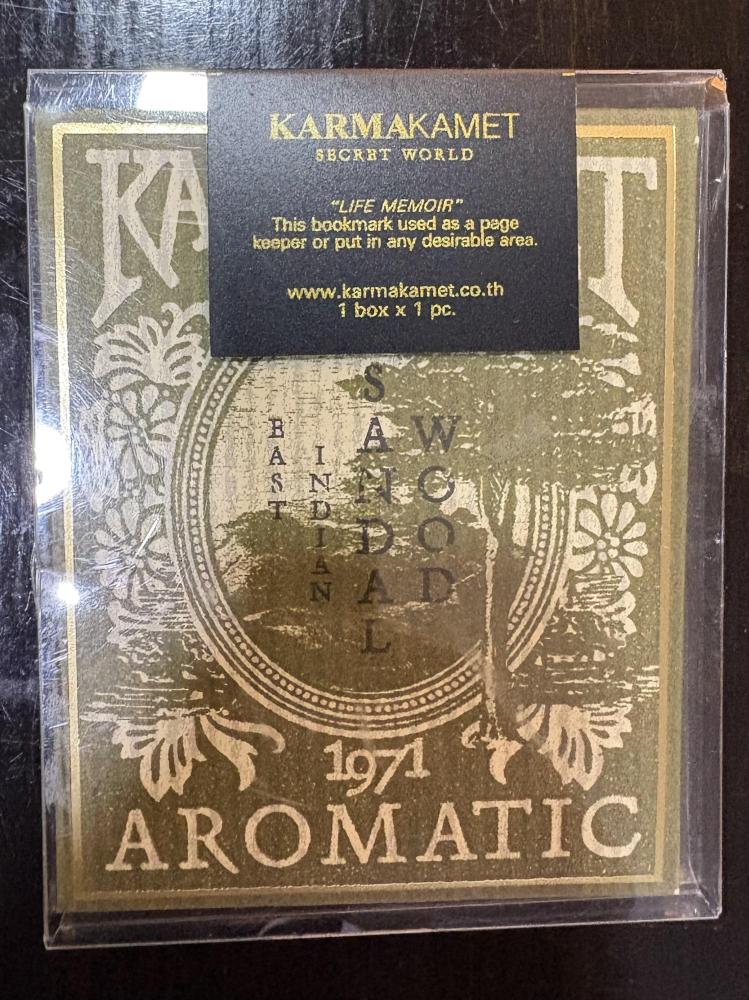 KARMAKAMET
SECRET WORLD
"LIFE MEMOIR"
This bookmark used as a page
keeper or put in any desirable area.
www.karmakamet.co.th
1 box x 1 pc.
KA T
EAST
INDIAN
SANDAL
WOOD
1971
AROMATIC